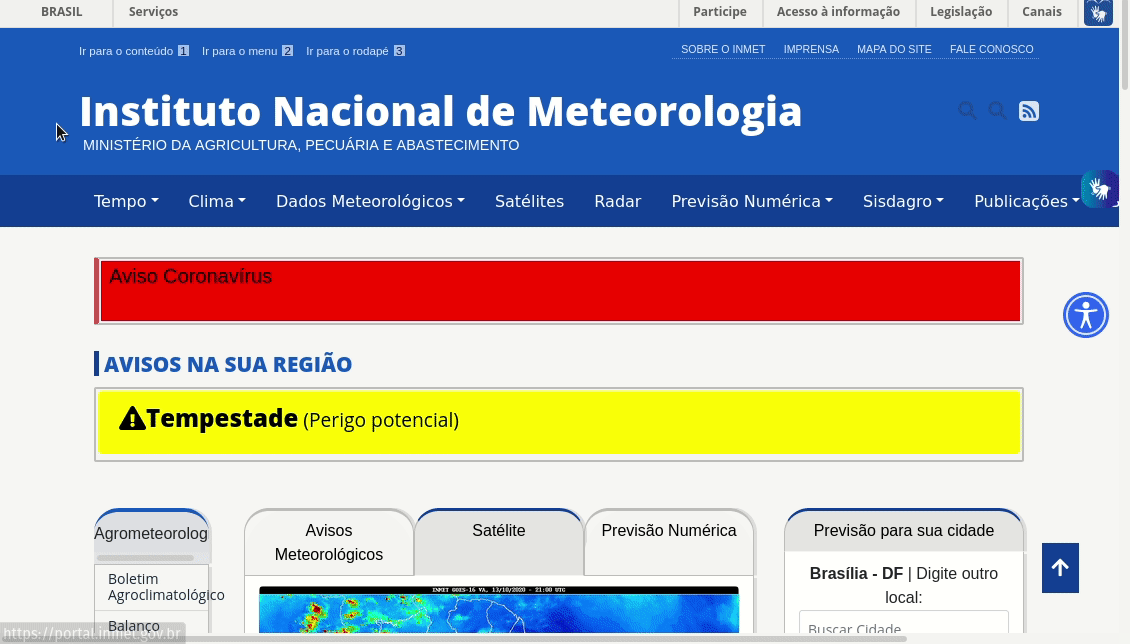 BRASIL Serviços Participe Acesso à informação Legislação Canais
Ir para o conteúdo 1 Ir para o menu 2 Ir para o rodapé 3
SOBRE O INMET IMPRENSA MAPA DO SITE FALE CONOSCO
Instituto Nacional de Meteorologia
MINISTÉRIO DA AGRICULTURA, PECUÁRIA E ABASTECIMENTO
Tempo Clima Dados Meteorológicos Satélites Radar Previsão Numérica Sisdagro Publicações
Aviso Coronavírus
AVISOS NA SUA REGIÃO
Tempestade (Perigo potencial)
Agrometeorolog
Boletim
Agroclimatológico
Balanço
Avisos
Meteorológicos
Satélite
Previsão Numérica
INMET GOES-16 VA, 13/10/2020 - 21:00 UTC
Previsão para sua cidade
Brasília - DF | Digite outro
local:
Buscar Cidade
https://portal.inmet.gov.br